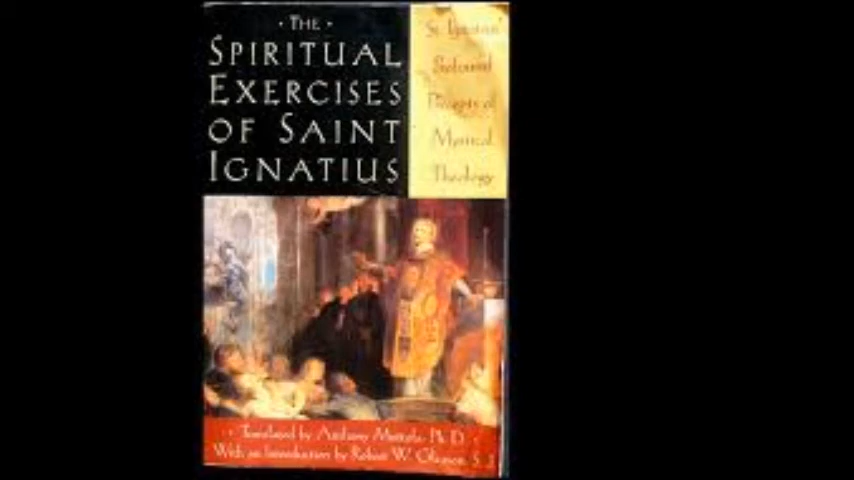 · THE ·
SPIRITUAL
EXERCISES
OF SAINT
IGNATIUS
St. Ignatius'
Profound
Precepts of
Mystical
Theology
Translated by Anthony Mottola, Ph. D.
With an Introduction by Robert W. Gleason, S. J.